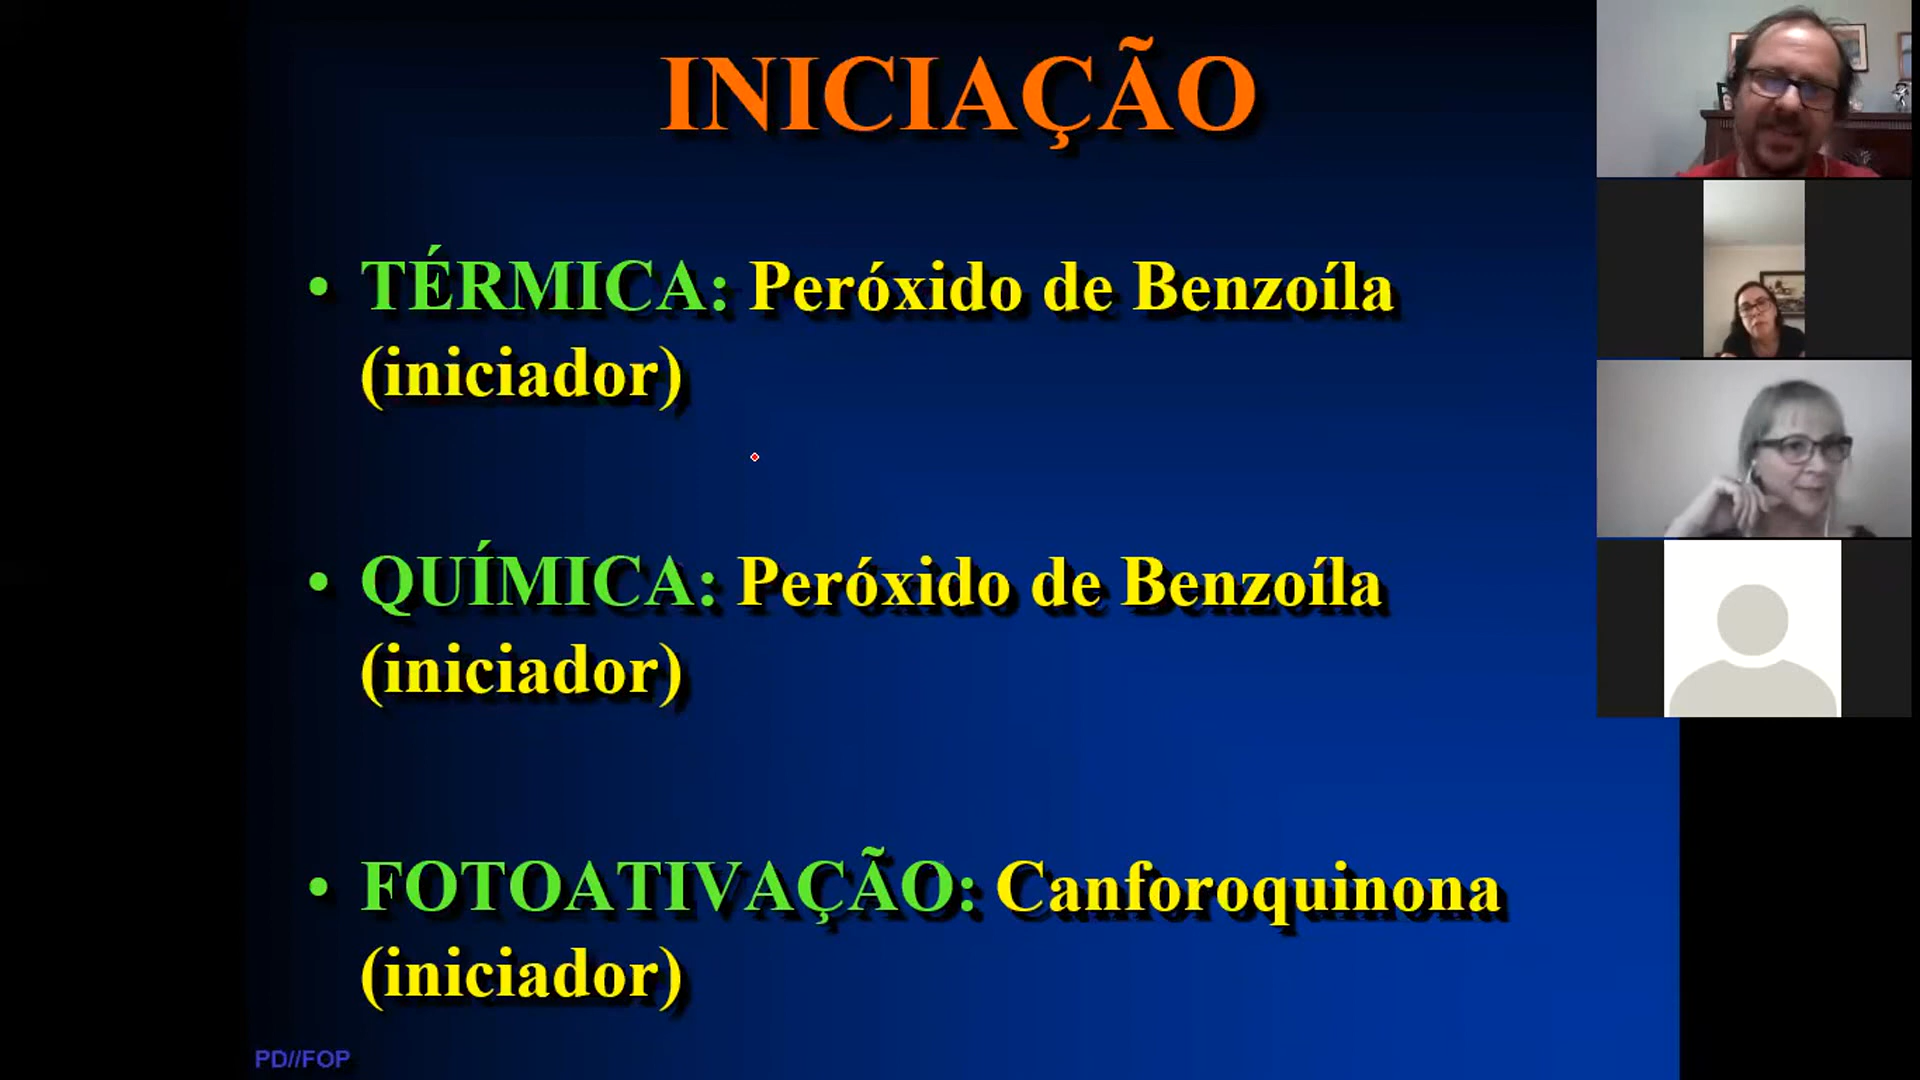 INICIAÇÃO
• TÉRMICA: Peróxido de Benzoíla
(iniciador)
• QUÍMICA: Peróxido de Benzoíla
(iniciador)
• FOTOATIVAÇÃO: Canforoquinona
(iniciador)
PD//FOP